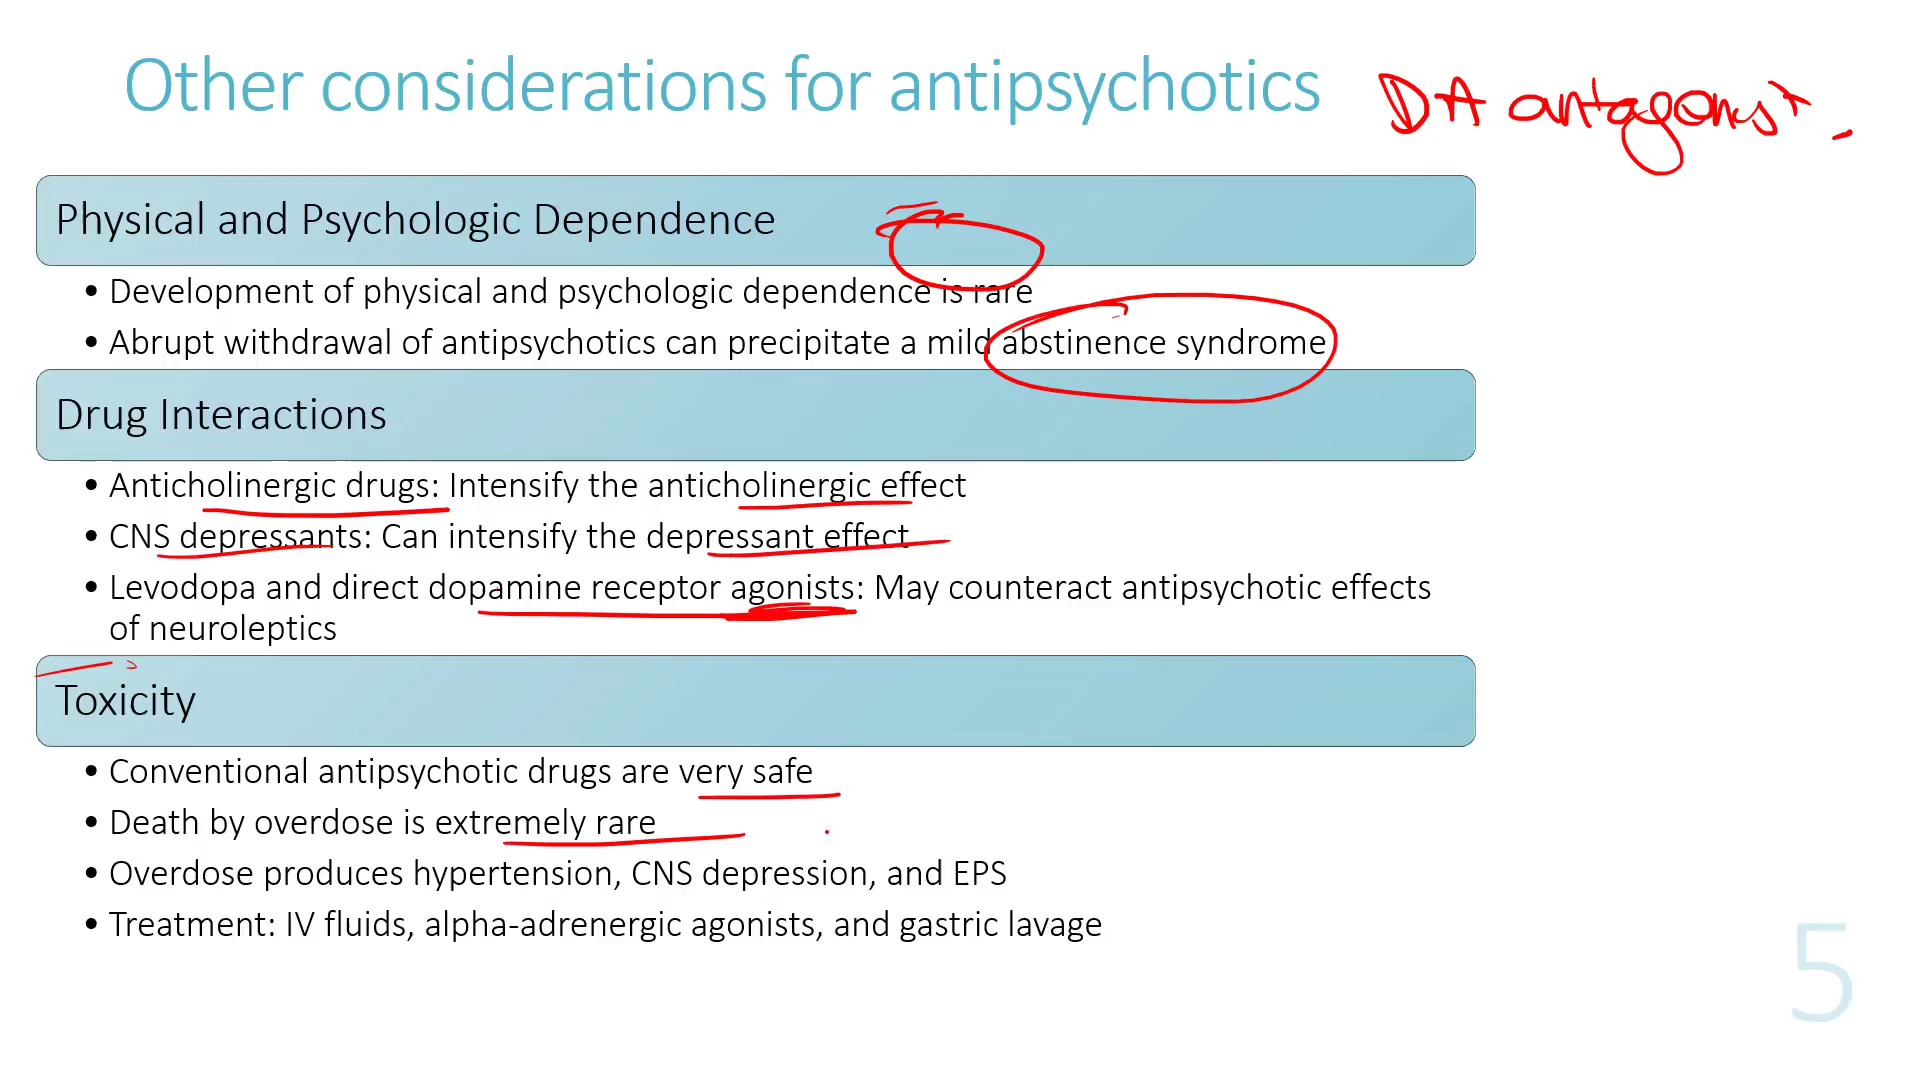 Other considerations for antipsychotics
DA antagonist
Physical and Psychologic Dependence
• Development of physical and psychologic dependence is rare
• Abrupt withdrawal of antipsychotics can precipitate a mild abstinence syndrome
Drug Interactions
• Anticholinergic drugs: Intensify the anticholinergic effect
• CNS depressants: Can intensify the depressant effect
• Levodopa and direct dopamine receptor agonists: May counteract antipsychotic effects
of neuroleptics
Toxicity
• Conventional antipsychotic drugs are very safe
• Death by overdose is extremely rare
• Overdose produces hypertension, CNS depression, and EPS
• Treatment: IV fluids, alpha-adrenergic agonists, and gastric lavage
5